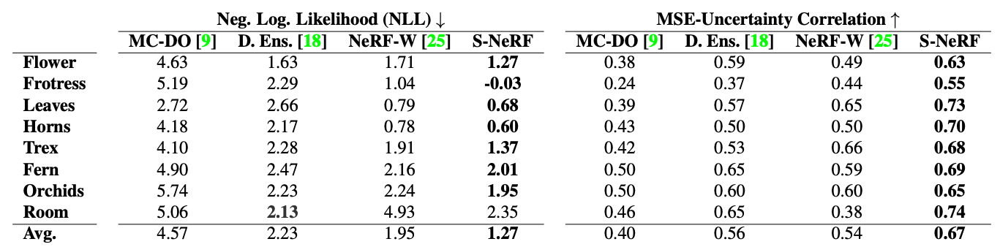 Neg. Log. Likelihood (NLL) ↓ MSE-Uncertainty Correlation ↑
MC-DO [9] D. Ens. [18] NeRF-W [25] S-NeRF MC-DO [9] D. Ens. [18] NeRF-W [25] S-NeRF
Flower 4.63 1.63 1.71 1.27 0.38 0.59 0.49 0.63
Frotress 5.19 2.29 1.04 -0.03 0.24 0.37 0.44 0.55
Leaves 2.72 2.66 0.79 0.68 0.39 0.57 0.65 0.73
Horns 4.18 2.17 0.78 0.60 0.43 0.50 0.50 0.70
Trex 4.10 2.28 1.91 1.37 0.42 0.53 0.66 0.68
Fern 4.90 2.47 2.16 2.01 0.50 0.65 0.59 0.69
Orchids 5.74 2.23 2.24 1.95 0.50 0.60 0.60 0.65
Room 5.06 2.13 4.93 2.35 0.46 0.65 0.38 0.74
Avg. 4.57 2.23 1.95 1.27 0.40 0.56 0.54 0.67